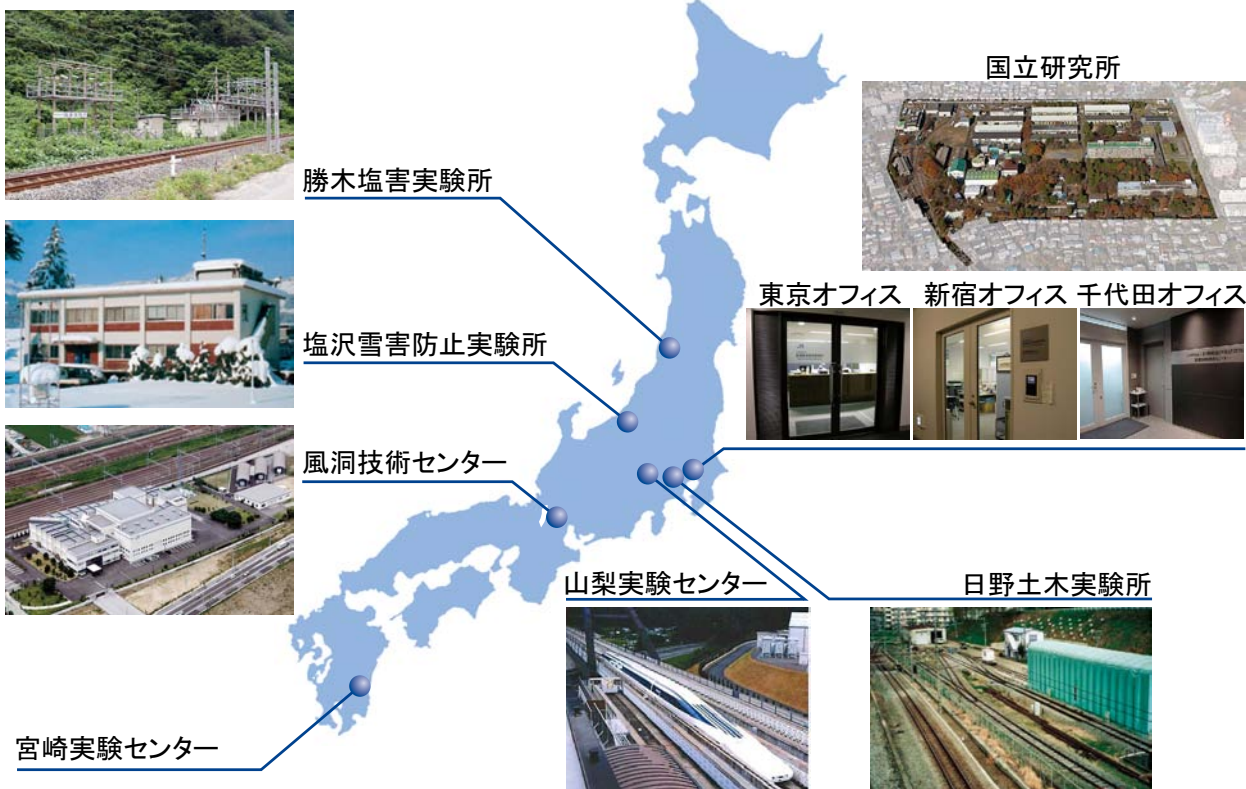 国立研究所
勝木塩害実験所
東京オフィス 新宿オフィス 千代田オフィス
塩沢雪害防止実験所
風洞技術センター
山梨実験センター
日野土木実験所
宮崎実験センター